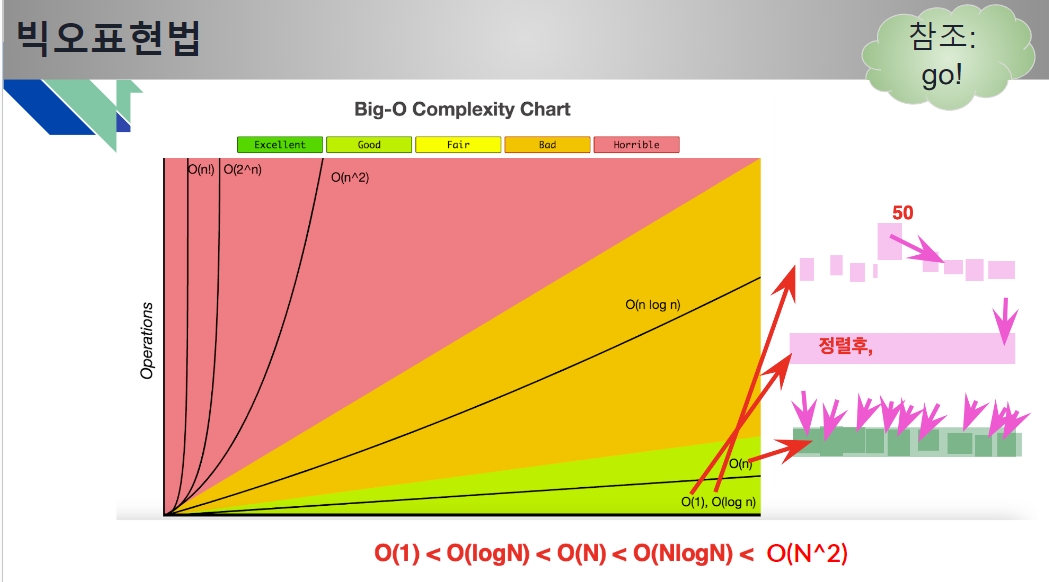 빅오표현법
참조:
go!
Big-O Complexity Chart
Excellent Good Fair Bad Horrible
O(n!) O(2^n) O(n^2)
50
O(n log n)
Operations
정렬후,
O(n)
O(1), O(log n)
O(1) < O(logN) < O(N) < O(NlogN) < O(N^2)